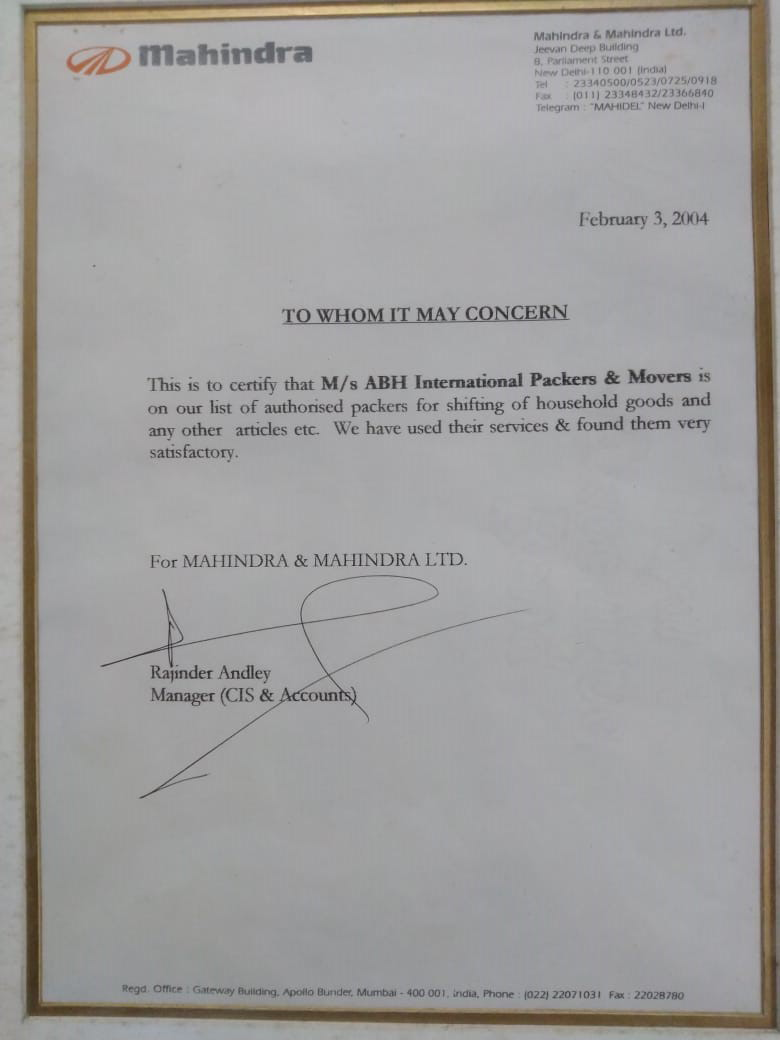 Mahindra
Mahindra & Mahindra Ltd.
Jeevan Deep Building
8, Parliament Street
New Delhi-110 001 (India)
Tel : 23340500/0523/0725/0918
Fax : (011) 23348432/23366840
Telegram : "MAHIDEL" New Delhi-I
February 3, 2004
TO WHOM IT MAY CONCERN
This is to certify that M/s ABH International Packers & Movers is
on our list of authorised packers for shifting of household goods and
any other articles etc. We have used their services & found them very
satisfactory.
For MAHINDRA & MAHINDRA LTD.
Rajinder Andley
Manager (CIS & Accounts)
Regd. Office : Gateway Building, Apollo Bunder, Mumbai - 400 001, India, Phone : (022) 22071031 Fax : 22028780